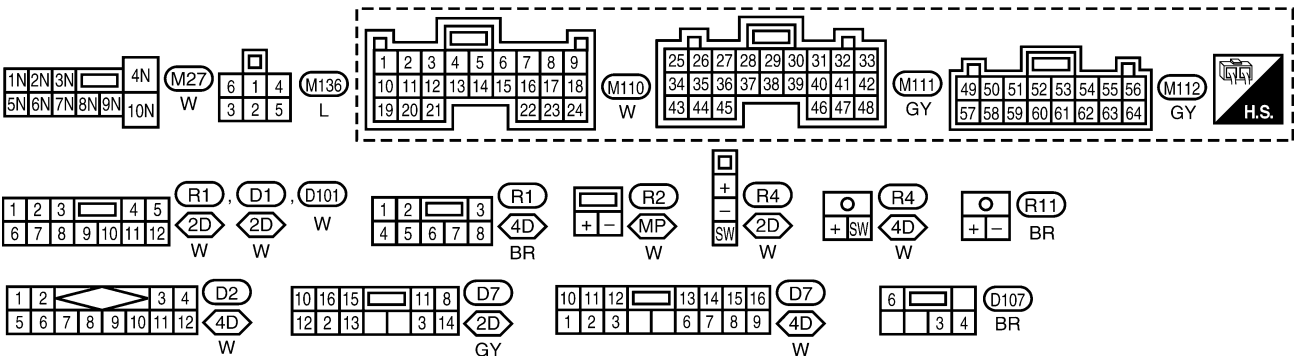 1N 2N 3N 4N
5N 6N 7N 8N 9N 10N
M27
W
6 1 4
3 2 5
M136
L
1 2 3 4 5 6 7 8 9
10 11 12 13 14 15 16 17 18
19 20 21 22 23 24
M110
W
25 26 27 28 29 30 31 32 33
34 35 36 37 38 39 40 41 42
43 44 45 46 47 48
M111
GY
49 50 51 52 53 54 55 56
57 58 59 60 61 62 63 64
M112
GY
H.S.
1 2 3 4 5
6 7 8 9 10 11 12
R1 , D1 , D101
2D 2D W
W W
1 2 3
4 5 6 7 8
R1
4D
BR
+ −
R2
MP
W
+
−
SW
R4
2D
W
+ SW
R4
4D
W
+ −
R11
BR
1 2 3 4
5 6 7 8 9 10 11 12
D2
4D
W
10 16 15 11 8
12 2 13 3 14
D7
2D
GY
10 11 12 13 14 15 16
1 2 3 6 7 8 9
D7
4D
W
6
3 4
D107
BR